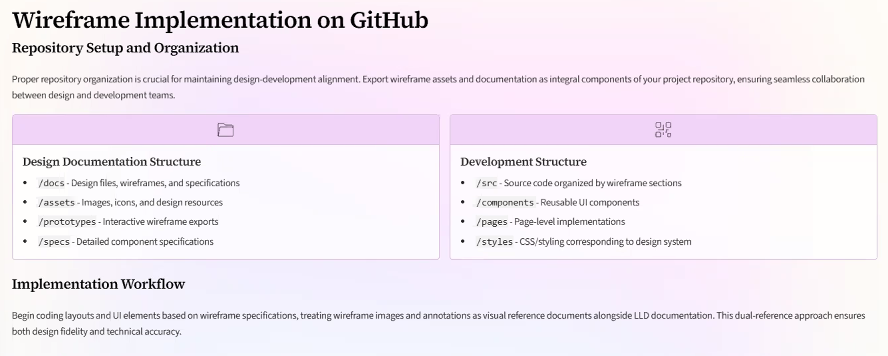 Wireframe Implementation on GitHub
Repository Setup and Organization
Proper repository organization is crucial for maintaining design-development alignment. Export wireframe assets and documentation as integral components of your project repository, ensuring seamless collaboration
between design and development teams.
Design Documentation Structure
• /docs - Design files, wireframes, and specifications
• /assets - Images, icons, and design resources
• /prototypes - Interactive wireframe exports
• /specs - Detailed component specifications
Development Structure
• /src - Source code organized by wireframe sections
• /components - Reusable UI components
• /pages - Page-level implementations
• /styles - CSS/styling corresponding to design system
Implementation Workflow
Begin coding layouts and UI elements based on wireframe specifications, treating wireframe images and annotations as visual reference documents alongside LLD documentation. This dual-reference approach ensures
both design fidelity and technical accuracy.